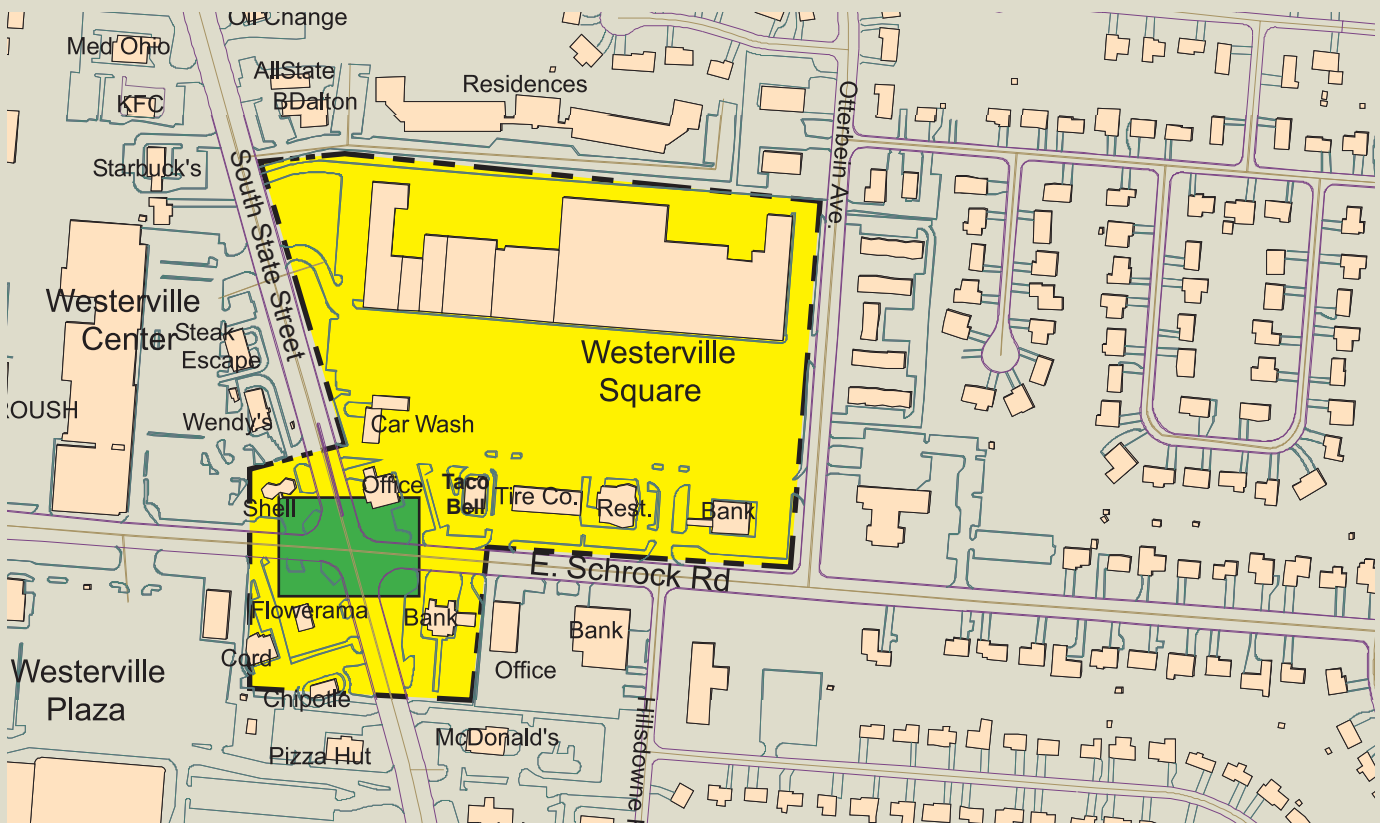 Oil Change
Med Ohio
AllState
Residences
KFC
BDalton
Otterbein Ave.
Starbuck's
South State Street
Westerville
Center
Steak
Escape
Westerville
Square
ROUSH
Wendy's
Car Wash
Office
Taco
Bell
Tire Co.
Rest.
Bank
Shell
E. Schrock Rd
Flowerama
Bank
Bank
Cord
Office
Westerville
Plaza
Chipotle
Hillsdowne
McDonald's
Pizza Hut